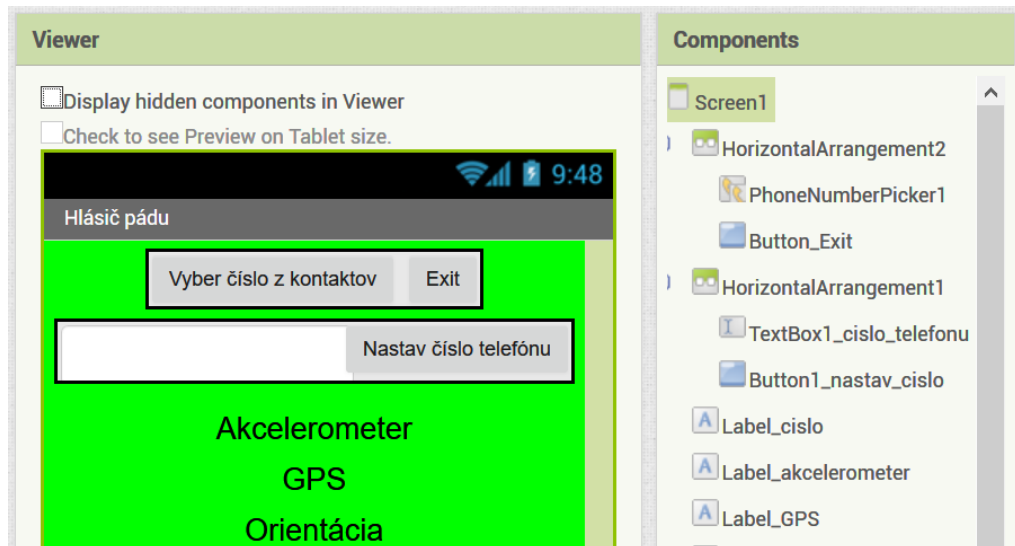 Viewer
Display hidden components in Viewer
Check to see Preview on Tablet size.
9:48
Hlásič pádu
Vyber číslo z kontaktov
Exit
Nastav číslo telefónu
Akcelerometer
GPS
Orientácia
Components
Screen1
HorizontalArrangement2
PhoneNumberPicker1
Button_Exit
HorizontalArrangement1
TextBox1_cislo_telefonu
Button1_nastav_cislo
A Label_cislo
A Label_akcelerometer
A Label_GPS